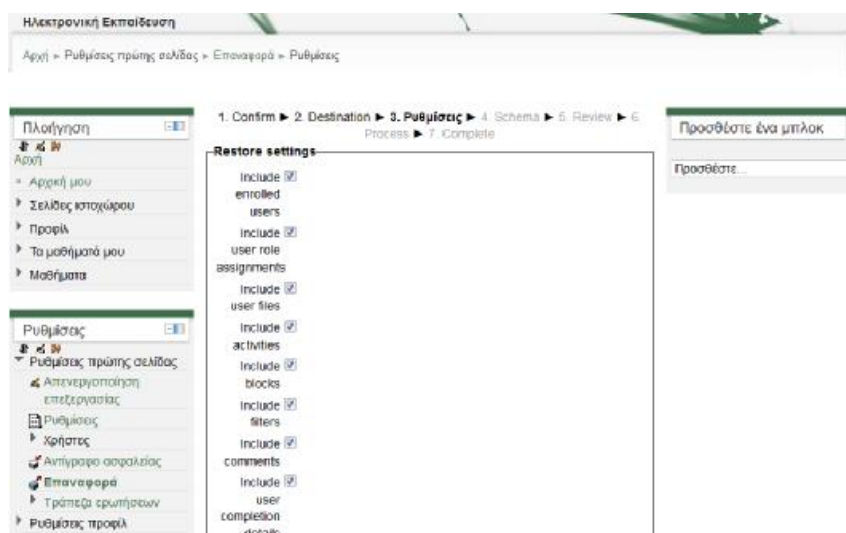 Ηλεκτρονική Εκπαίδευση
Αρχή ► Ρυθμίσεις πρώτης σελίδας ► Επαναφορά ► Ρυθμίσεις
Πλοήγηση
Αρχή
Αρχική μου
Σελίδες ιστοχώρου
Προφίλ
Τα μαθήματά μου
Μαθήματα
Ρυθμίσεις
Ρυθμίσεις πρώτης σελίδας
Απενεργοποίηση
επεξεργασίας
Ρυθμίσεις
Χρήστες
Αντίγραφο ασφαλείας
Επαναφορά
Τράπεζα ερωτήσεων
Ρυθμίσεις προφίλ
1. Confirm ► 2. Destination ► 3. Ρυθμίσεις ► 4. Schema ► 5. Review ► 6.
Process ► 7. Complete
Restore settings
Include
enrolled
users
Include
user role
assignments
Include
user files
Include
activities
Include
blocks
Include
filters
Include
comments
Include
user
completion
details
Προσθέστε ένα μπλοκ
Προσθέστε...